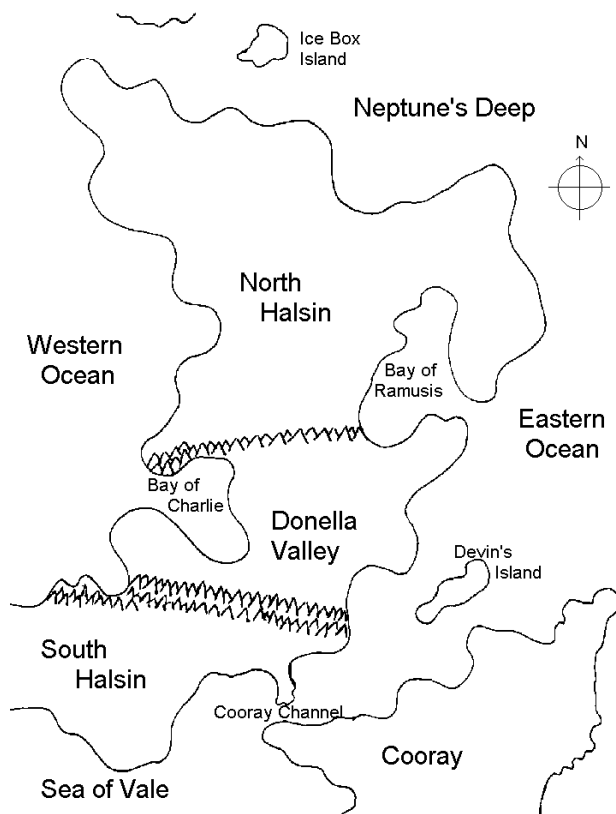 Ice Box
Island
Neptune's Deep
N
North
Halsin
Western
Ocean
Bay of
Ramusis
Eastern
Ocean
Bay of
Charlie
Donella
Valley
Devin's
Island
South
Halsin
Cooray Channel
Cooray
Sea of Vale